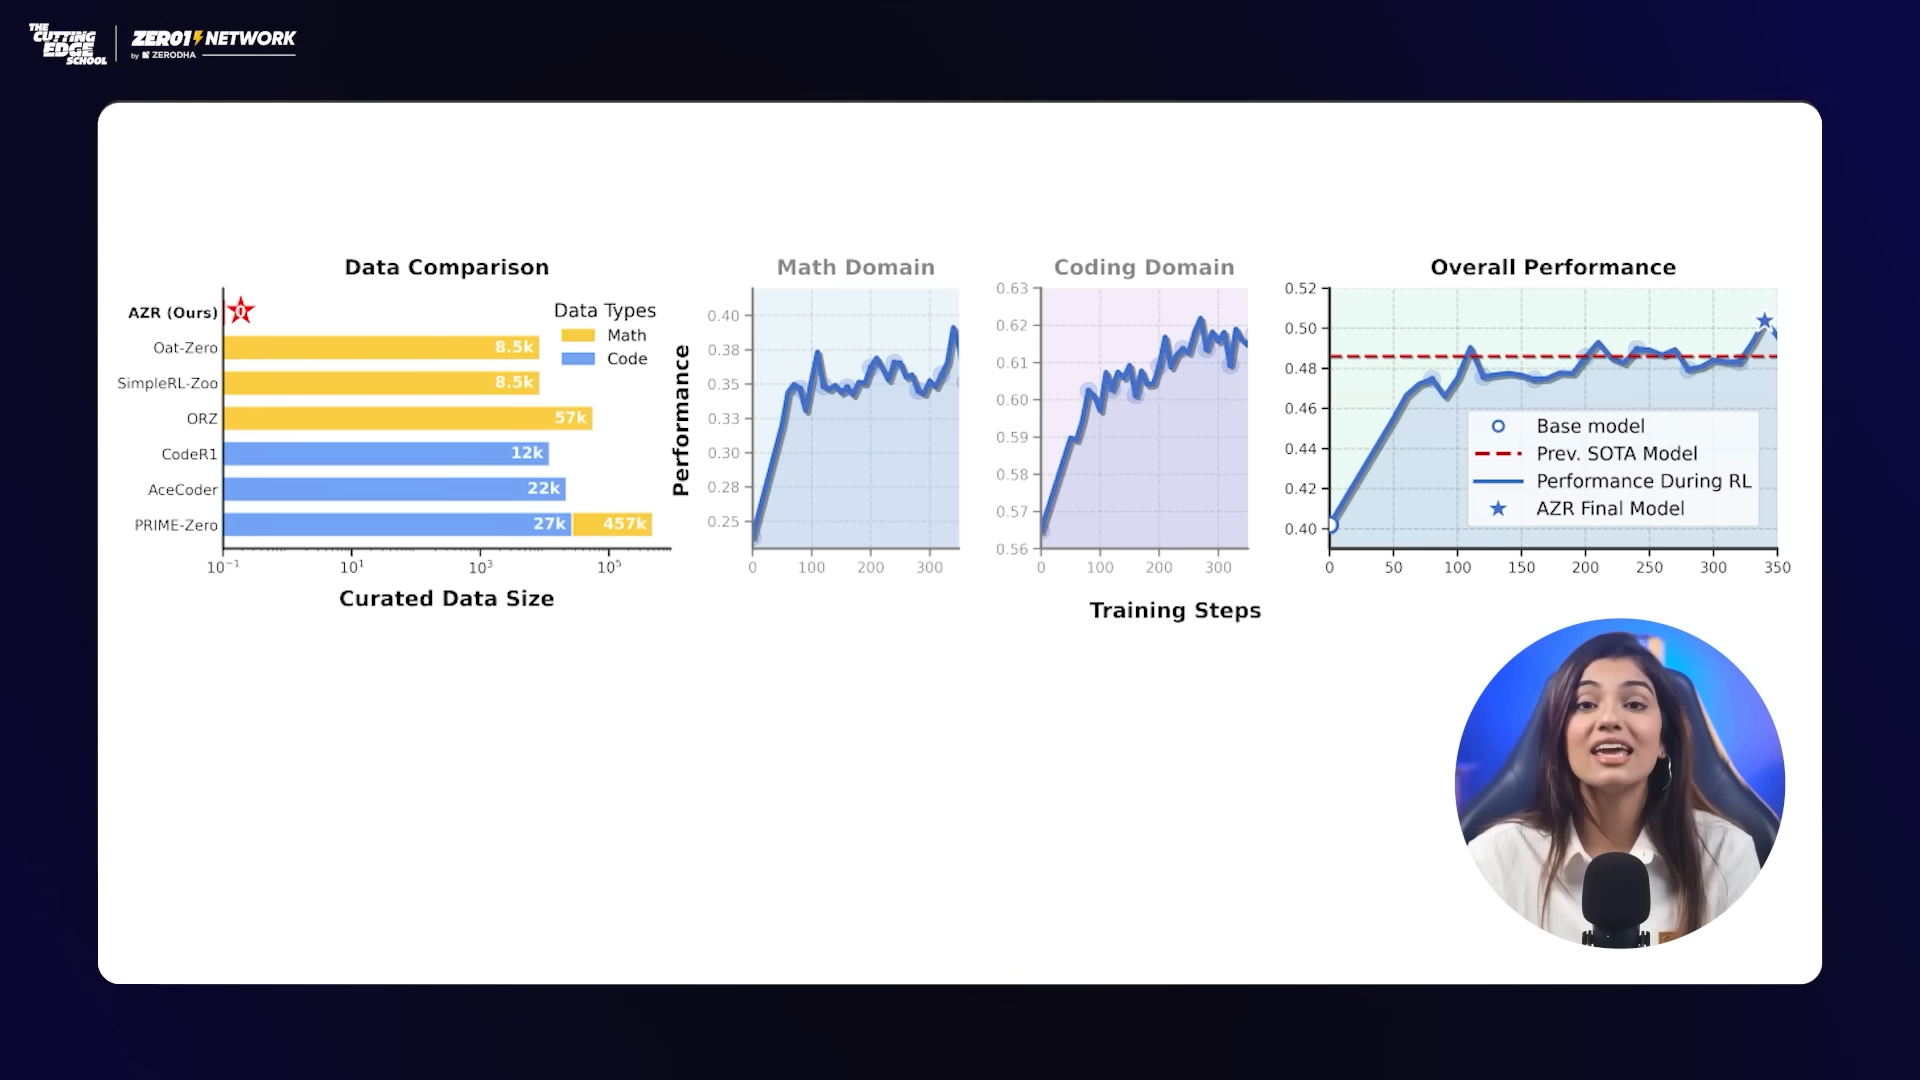 THE
CUTTING
EDGE
SCHOOL
ZERO1 NETWORK
by ZERODHA
Data Comparison
AZR (Ours)
0
Oat-Zero
8.5k
SimpleRL-Zoo
8.5k
ORZ
57k
CodeR1
12k
AceCoder
22k
PRIME-Zero
27k
457k
Data Types
Math
Code
10⁻¹ 10¹ 10³ 10⁵
Curated Data Size
Performance
Math Domain
0.40
0.38
0.35
0.33
0.30
0.28
0.25
0 100 200 300
Coding Domain
0.63
0.62
0.61
0.60
0.59
0.58
0.57
0.56
0 100 200 300
Training Steps
Overall Performance
0.52
0.50
0.48
0.46
0.44
0.42
0.40
0 50 100 150 200 250 300 350
Base model
Prev. SOTA Model
Performance During RL
AZR Final Model